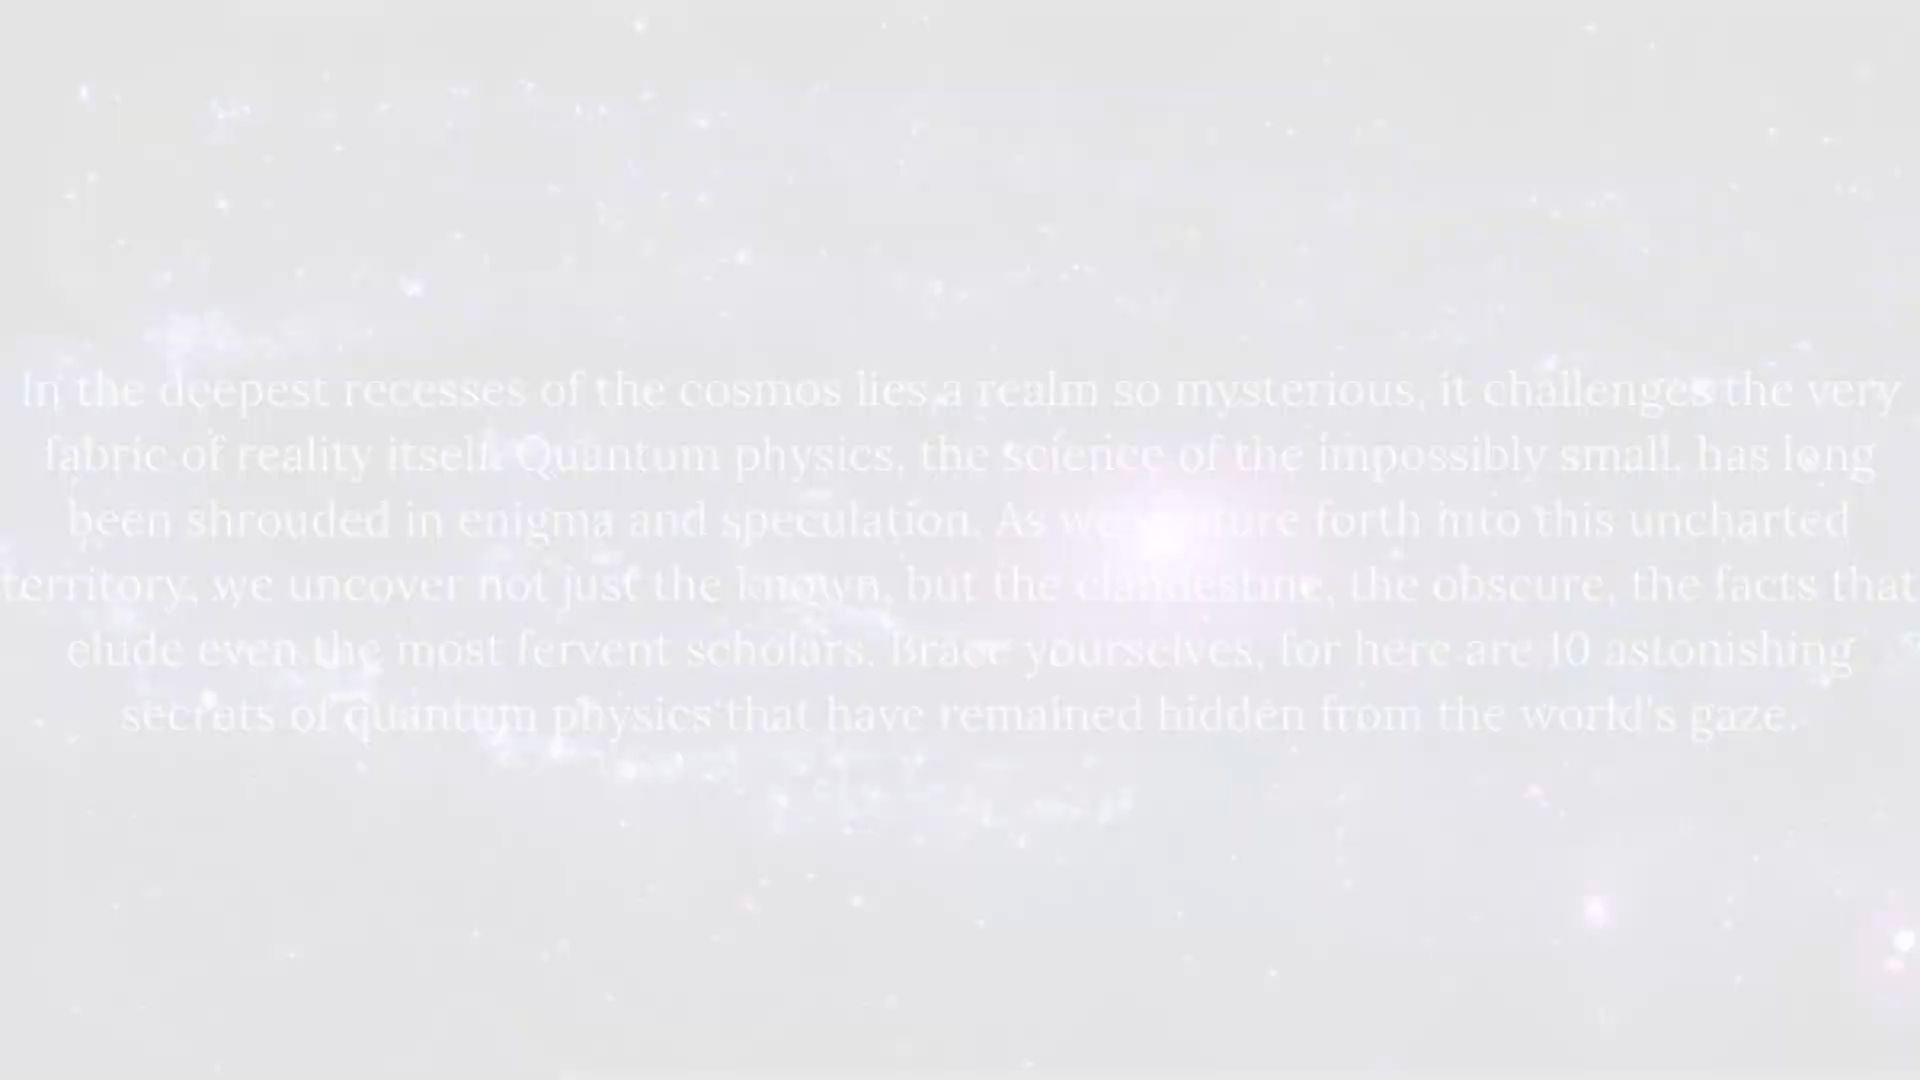 In the deepest recesses of the cosmos lies a realm so mysterious, it challenges the very
fabric of reality itself. Quantum physics, the science of the impossibly small, has long
been shrouded in enigma and speculation. As we venture forth into this uncharted
territory, we uncover not just the known, but the clandestine, the obscure, the facts that
elude even the most fervent scholars. Brace yourselves, for here are 10 astonishing
secrets of quantum physics that have remained hidden from the world's gaze.